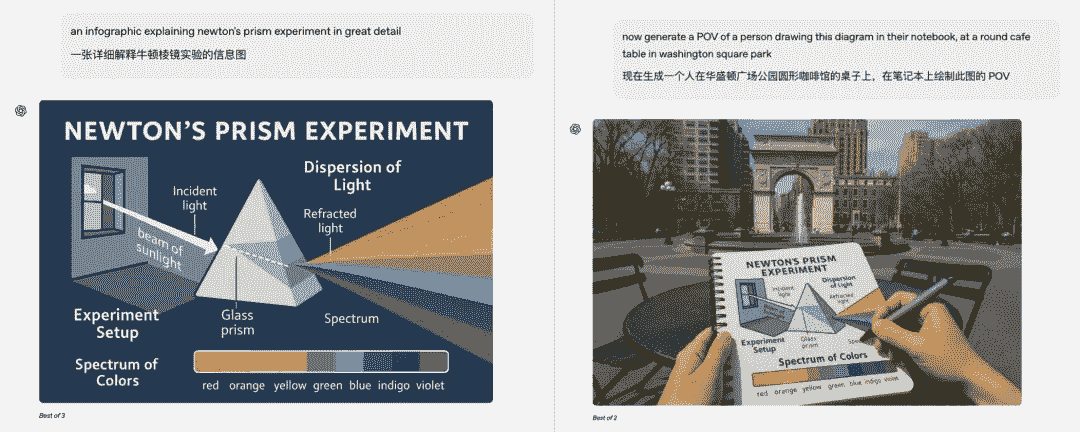 an infographic explaining newton's prism experiment in great detail
一张详细解释牛顿棱镜实验的信息图
NEWTON'S PRISM EXPERIMENT
Dispersion of
Light
Incident
light
Refracted
light
beam of
sunlight
Experiment
Setup
Glass
prism
Spectrum
Spectrum of
Colors
red orange yellow green blue indigo violet
Best of 3
now generate a POV of a person drawing this diagram in their notebook, at a round cafe
table in washington square park
现在生成一个人在华盛顿广场公园圆形咖啡馆的桌子上，在笔记本上绘制此图的 POV
NEWTON'S PRISM
EXPERIMENT
Dispersion of
Light
Incident
light
Refracted
light
Experiment
Setup
Glass
prism
Spectrum of Colors
red orange yellow green blue indigo violet
Best of 2